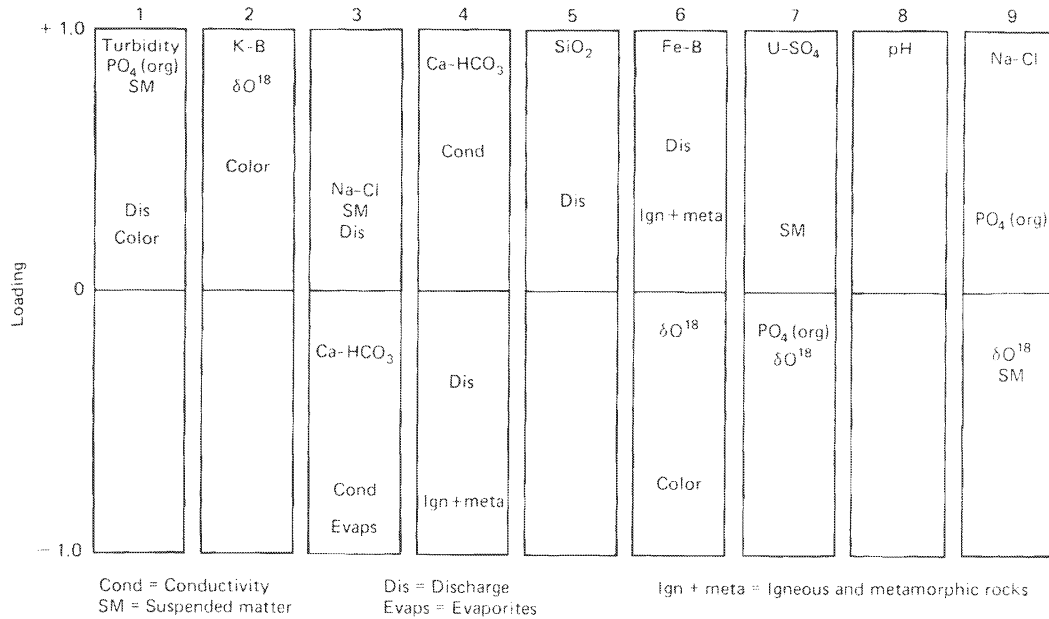 1 2 3 4 5 6 7 8 9
+ 1.0
Loading
0
− 1.0
Turbidity
PO₄ (org)
SM
Dis
Color
K-B
δO¹⁸
Color
Na-Cl
SM
Dis
Ca-HCO₃
Cond
Evaps
Ca-HCO₃
Cond
Dis
Ign + meta
SiO₂
Dis
Fe-B
Dis
Ign + meta
δO¹⁸
Color
U-SO₄
SM
PO₄ (org)
δO¹⁸
pH
Na-Cl
PO₄ (org)
δO¹⁸
SM
Cond = Conductivity
SM = Suspended matter
Dis = Discharge
Evaps = Evaporites
Ign + meta = Igneous and metamorphic rocks